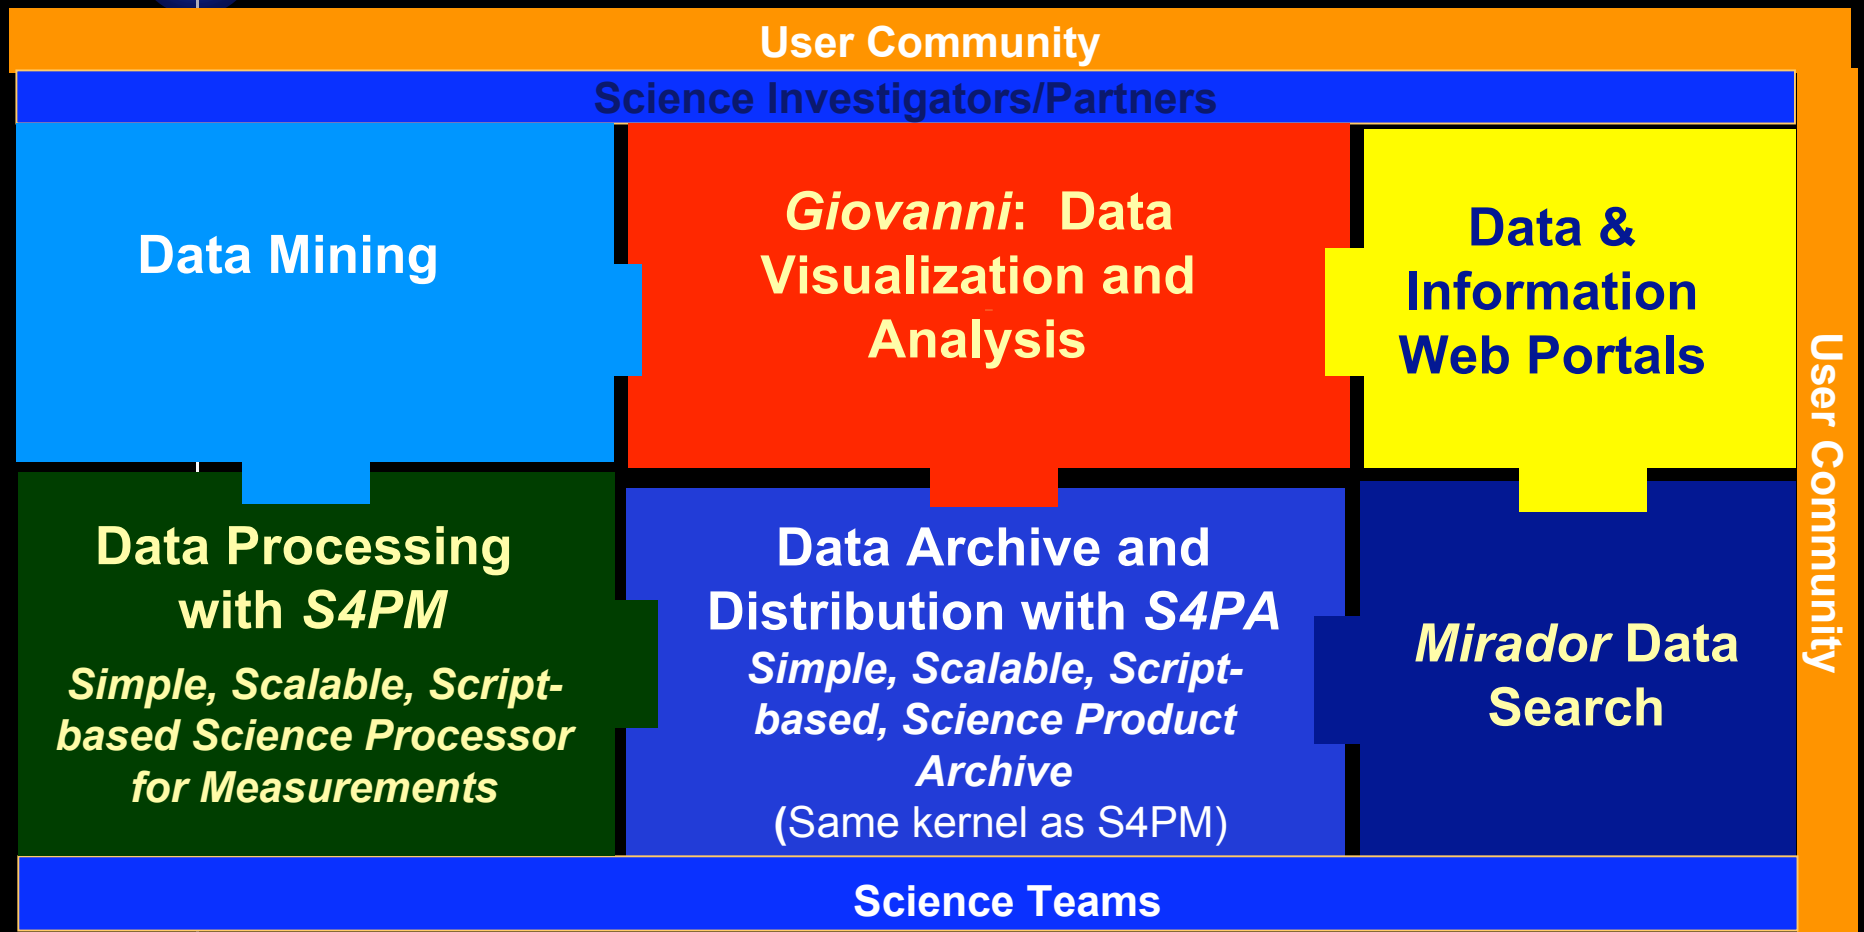 User Community
Science Investigators/Partners
Data Mining
Giovanni:  Data
Visualization and
Analysis
Data &
Information
Web Portals
User Community
Data Processing
with S4PM
Simple, Scalable, Script-
based Science Processor
for Measurements
Data Archive and
Distribution with S4PA
Simple, Scalable, Script-
based, Science Product
Archive
(Same kernel as S4PM)
Mirador Data
Search
Science Teams